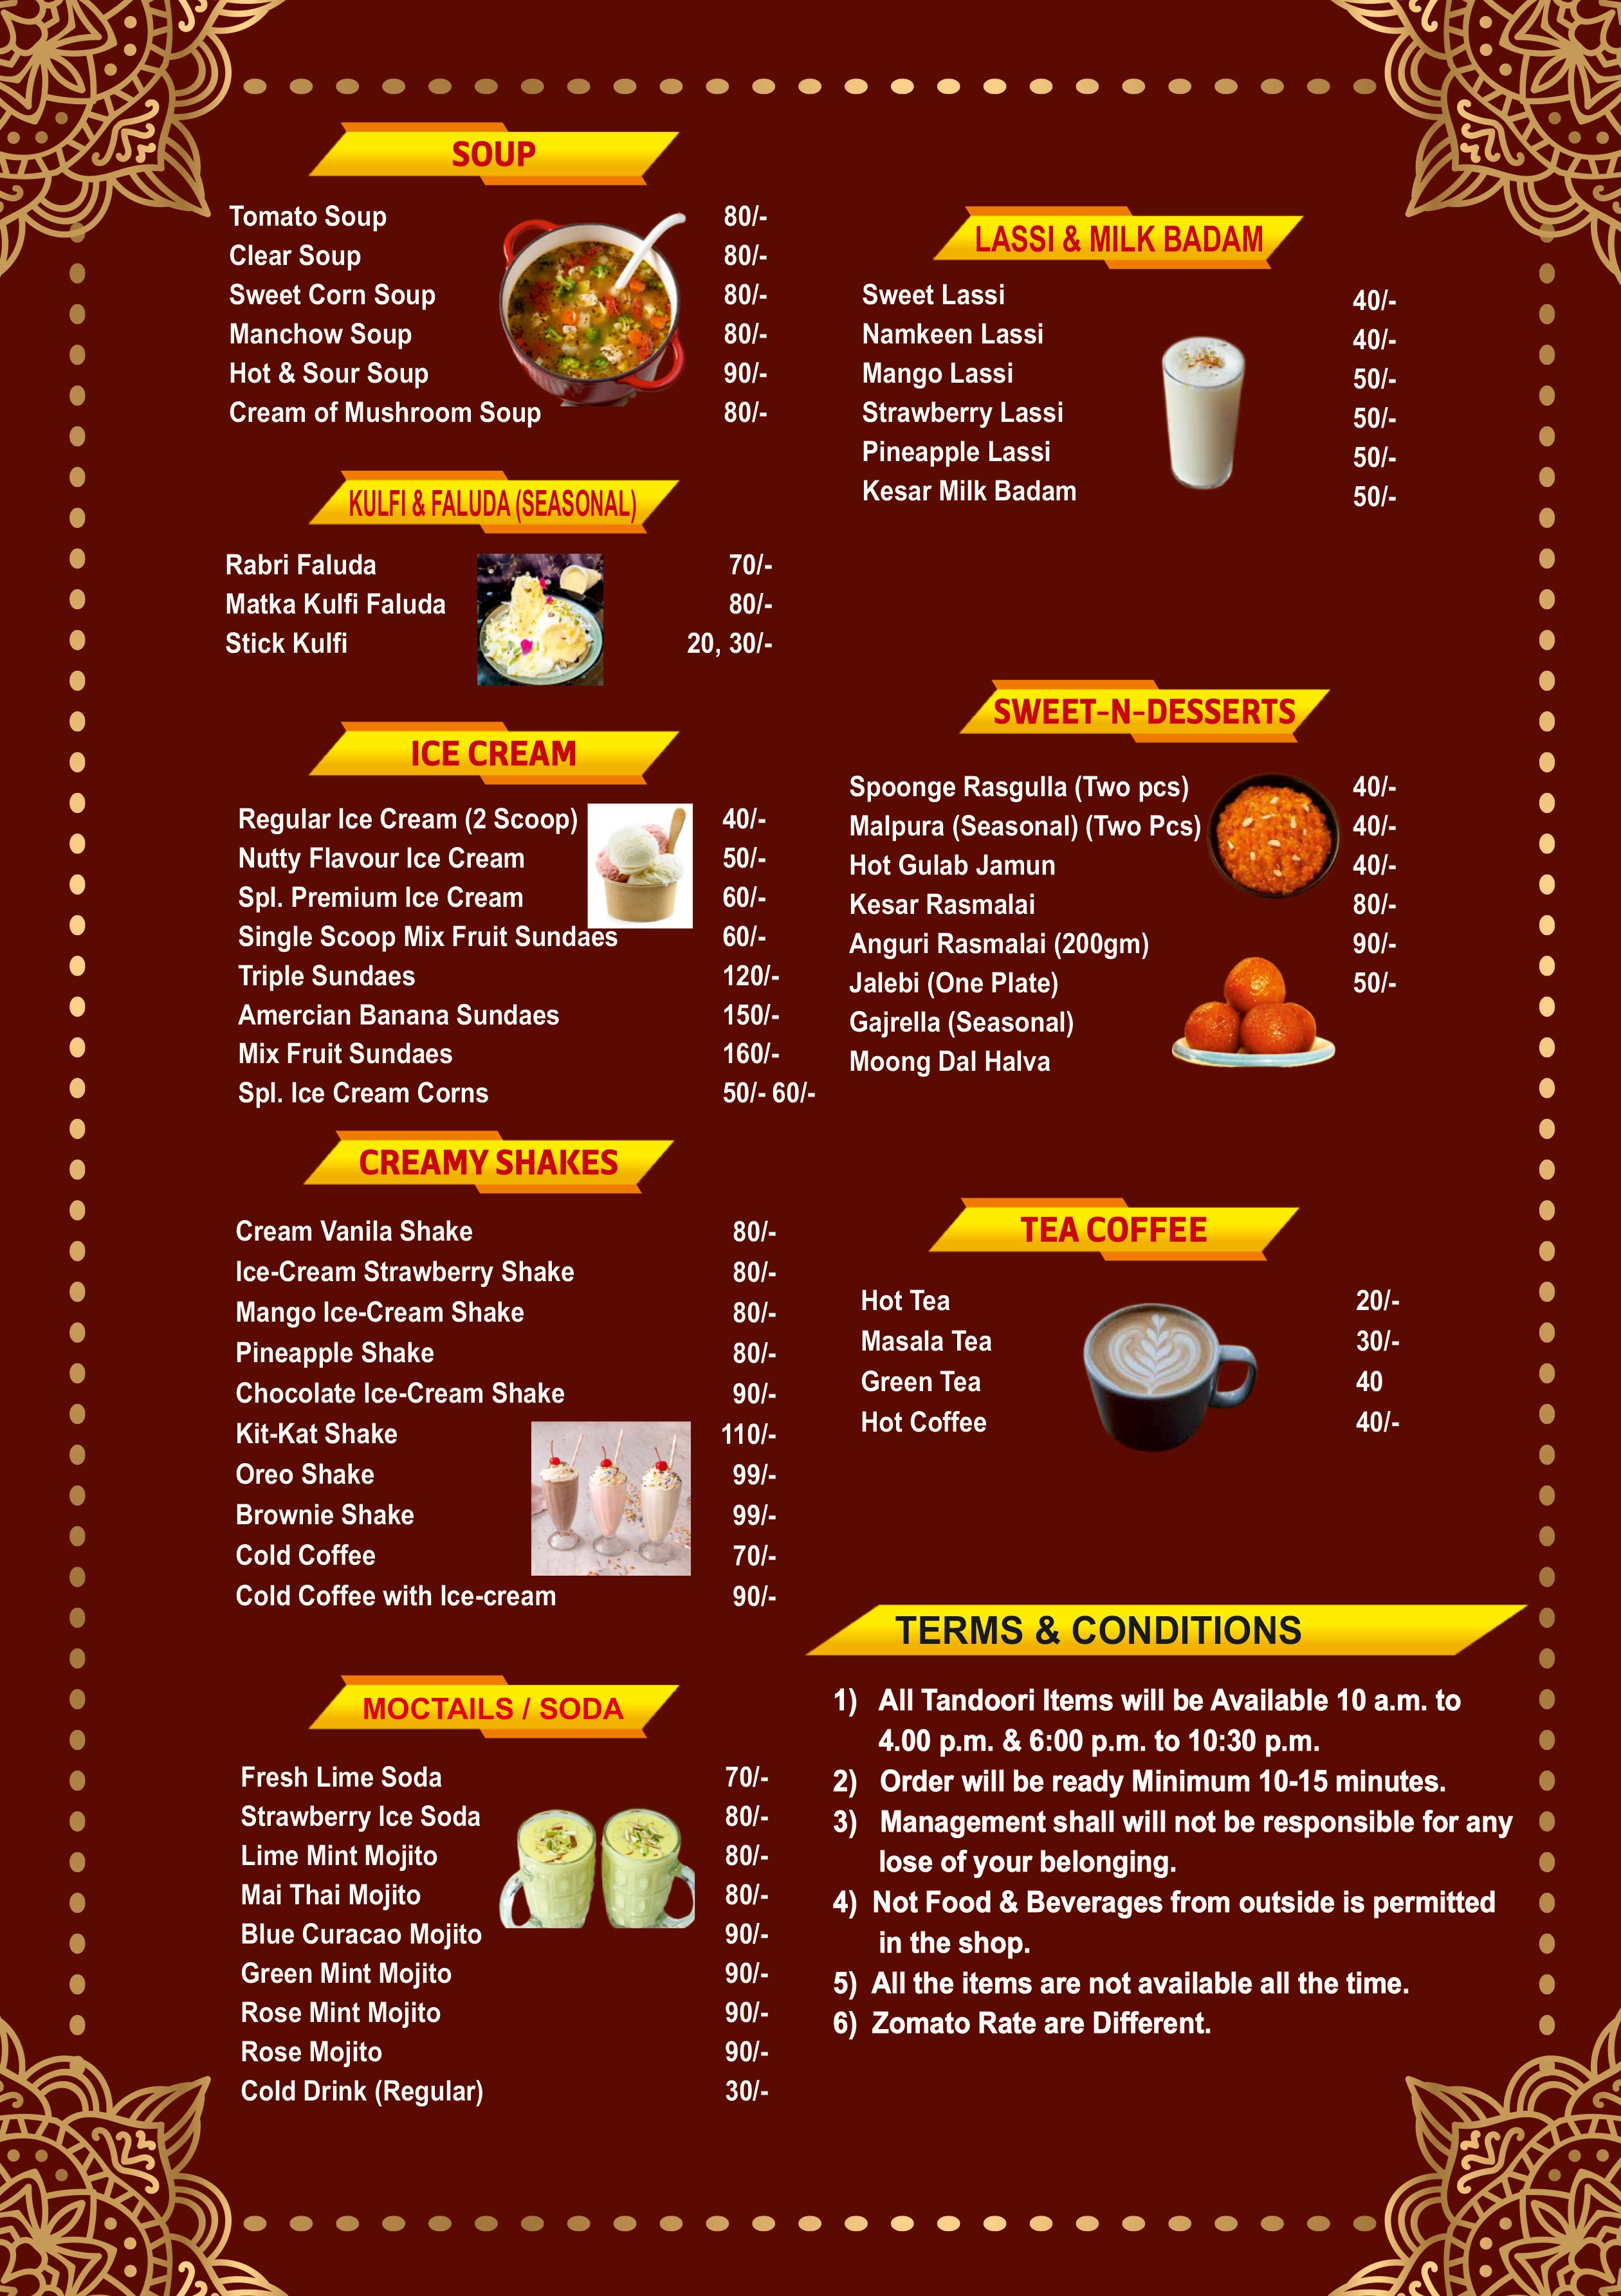 SOUP
Tomato Soup 80/-
Clear Soup 80/-
Sweet Corn Soup 80/-
Manchow Soup 80/-
Hot & Sour Soup 90/-
Cream of Mushroom Soup 80/-
KULFI & FALUDA (SEASONAL)
Rabri Faluda 70/-
Matka Kulfi Faluda 80/-
Stick Kulfi 20, 30/-
ICE CREAM
Regular Ice Cream (2 Scoop) 40/-
Nutty Flavour Ice Cream 50/-
Spl. Premium Ice Cream 60/-
Single Scoop Mix Fruit Sundaes 60/-
Triple Sundaes 120/-
Amercian Banana Sundaes 150/-
Mix Fruit Sundaes 160/-
Spl. Ice Cream Corns 50/- 60/-
CREAMY SHAKES
Cream Vanila Shake 80/-
Ice-Cream Strawberry Shake 80/-
Mango Ice-Cream Shake 80/-
Pineapple Shake 80/-
Chocolate Ice-Cream Shake 90/-
Kit-Kat Shake 110/-
Oreo Shake 99/-
Brownie Shake 99/-
Cold Coffee 70/-
Cold Coffee with Ice-cream 90/-
MOCTAILS / SODA
Fresh Lime Soda 70/-
Strawberry Ice Soda 80/-
Lime Mint Mojito 80/-
Mai Thai Mojito 80/-
Blue Curacao Mojito 90/-
Green Mint Mojito 90/-
Rose Mint Mojito 90/-
Rose Mojito 90/-
Cold Drink (Regular) 30/-
LASSI & MILK BADAM
Sweet Lassi 40/-
Namkeen Lassi 40/-
Mango Lassi 50/-
Strawberry Lassi 50/-
Pineapple Lassi 50/-
Kesar Milk Badam 50/-
SWEET-N-DESSERTS
Spoonge Rasgulla (Two pcs) 40/-
Malpura (Seasonal) (Two Pcs) 40/-
Hot Gulab Jamun 40/-
Kesar Rasmalai 80/-
Anguri Rasmalai (200gm) 90/-
Jalebi (One Plate) 50/-
Gajrella (Seasonal)
Moong Dal Halva
TEA COFFEE
Hot Tea 20/-
Masala Tea 30/-
Green Tea 40
Hot Coffee 40/-
TERMS & CONDITIONS
1) All Tandoori Items will be Available 10 a.m. to
4.00 p.m. & 6:00 p.m. to 10:30 p.m.
2) Order will be ready Minimum 10-15 minutes.
3) Management shall will not be responsible for any
lose of your belonging.
4) Not Food & Beverages from outside is permitted
in the shop.
5) All the items are not available all the time.
6) Zomato Rate are Different.